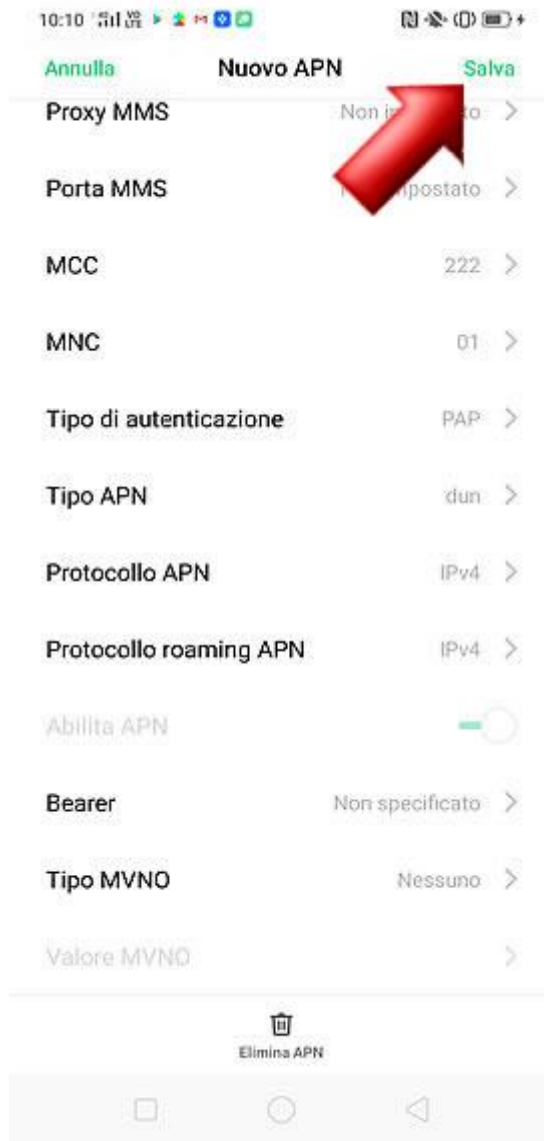 10:10
Annulla Nuovo APN Salva
Proxy MMS Non
Porta MMS
MCC 222
MNC 01
Tipo di autenticazione PAP
Tipo APN dun
Protocollo APN IPv4
Protocollo roaming APN IPv4
Abilita APN
Bearer Non specificato
Tipo MVNO Nessuno
Valore MVNO
Elimina APN